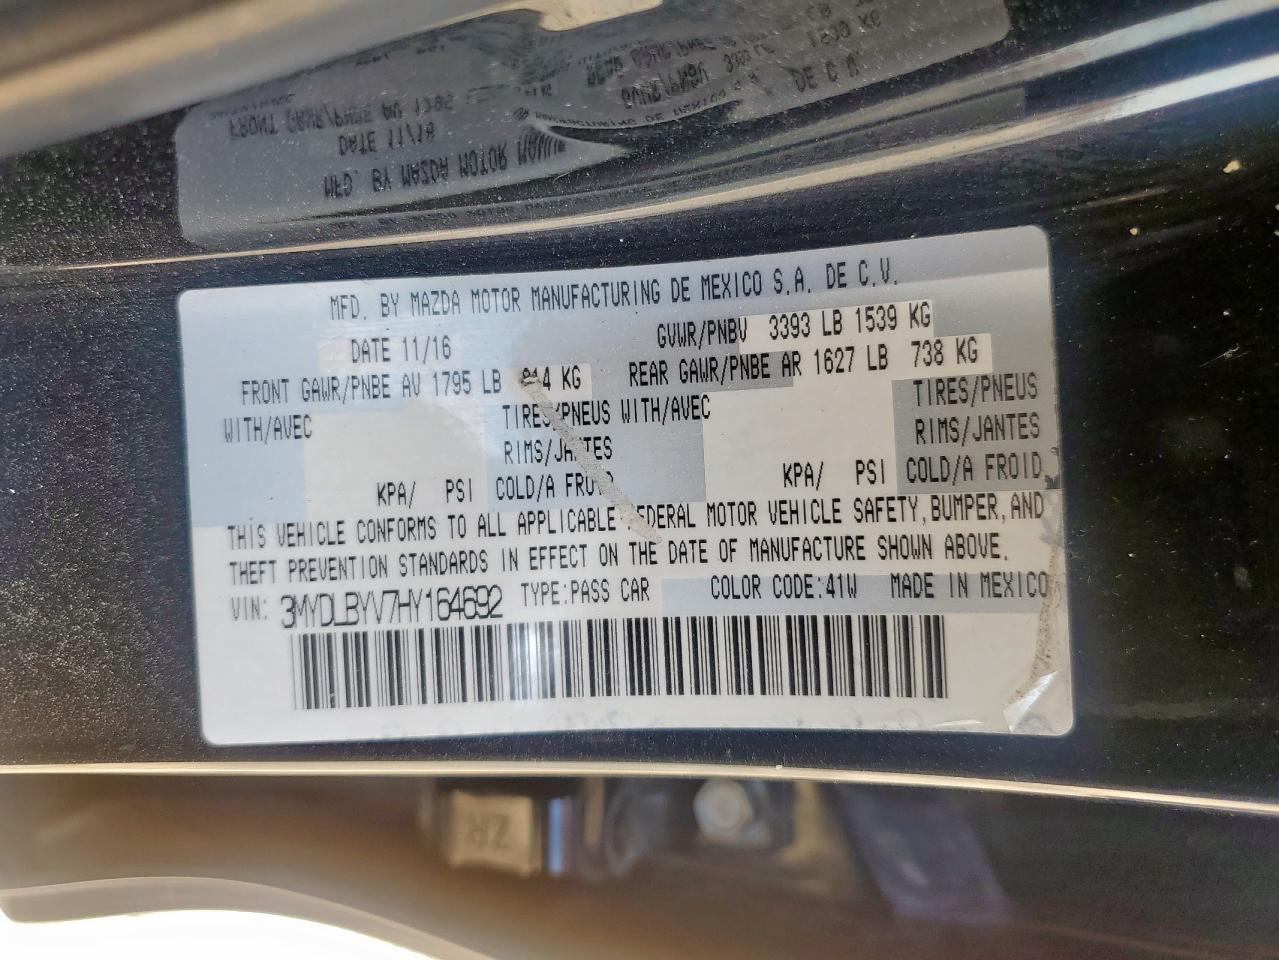 MFD. BY MAZDA MOTOR MANUFACTURING DE MEXICO S.A. DE C.V.
DATE 11/16 GVWR/PNBV 3393 LB 1539 KG
FRONT GAWR/PNBE AV 1795 LB 814 KG REAR GAWR/PNBE AR 1627 LB 738 KG
WITH/AVEC TIRES/PNEUS WITH/AVEC TIRES/PNEUS
RIMS/JANTES RIMS/JANTES
KPA/ PSI COLD/A FROID KPA/ PSI COLD/A FROID
THIS VEHICLE CONFORMS TO ALL APPLICABLE FEDERAL MOTOR VEHICLE SAFETY, BUMPER, AND
THEFT PREVENTION STANDARDS IN EFFECT ON THE DATE OF MANUFACTURE SHOWN ABOVE.
VIN: 3MYDLBYV7HY164692 TYPE:PASS CAR COLOR CODE:41W MADE IN MEXICO
ZR